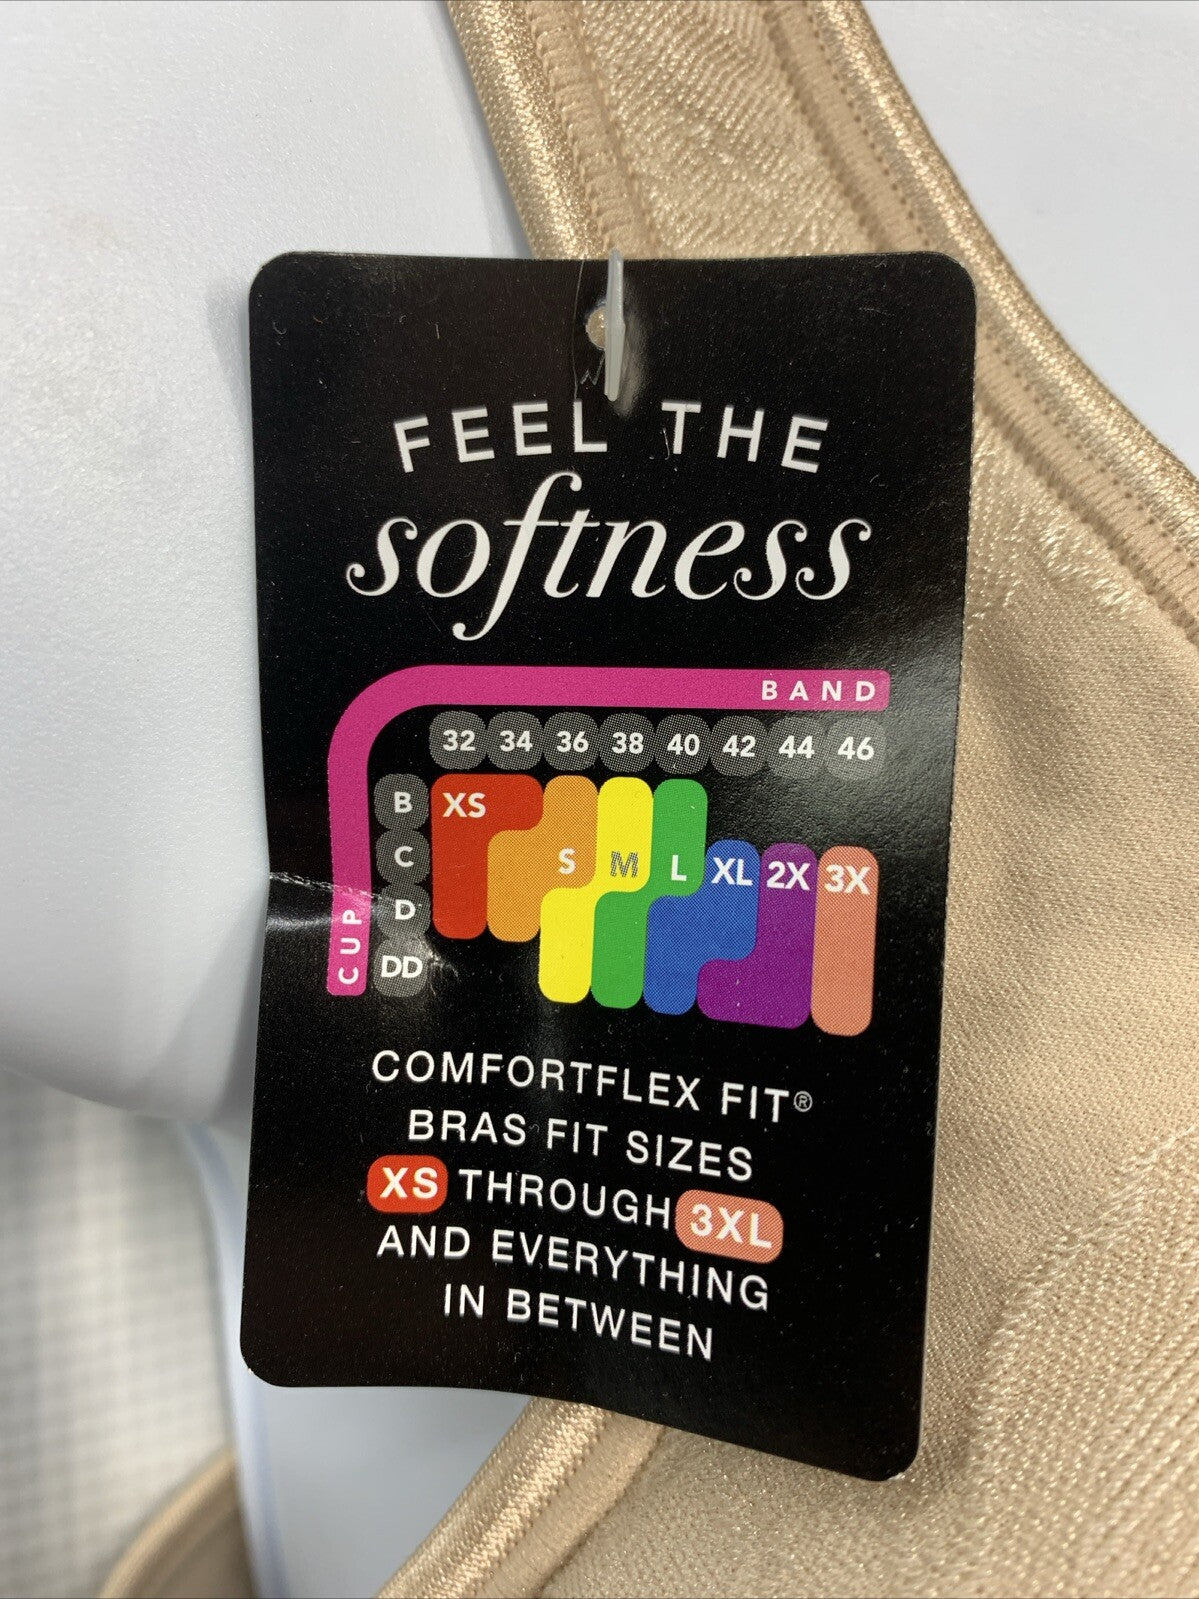 FEEL THE
softness
BAND
32 34 36 38 40 42 44 46
B XS
C S M L XL 2X 3X
D
DD
CUP
COMFORTFLEX FIT®
BRAS FIT SIZES
XS THROUGH 3XL
AND EVERYTHING
IN BETWEEN